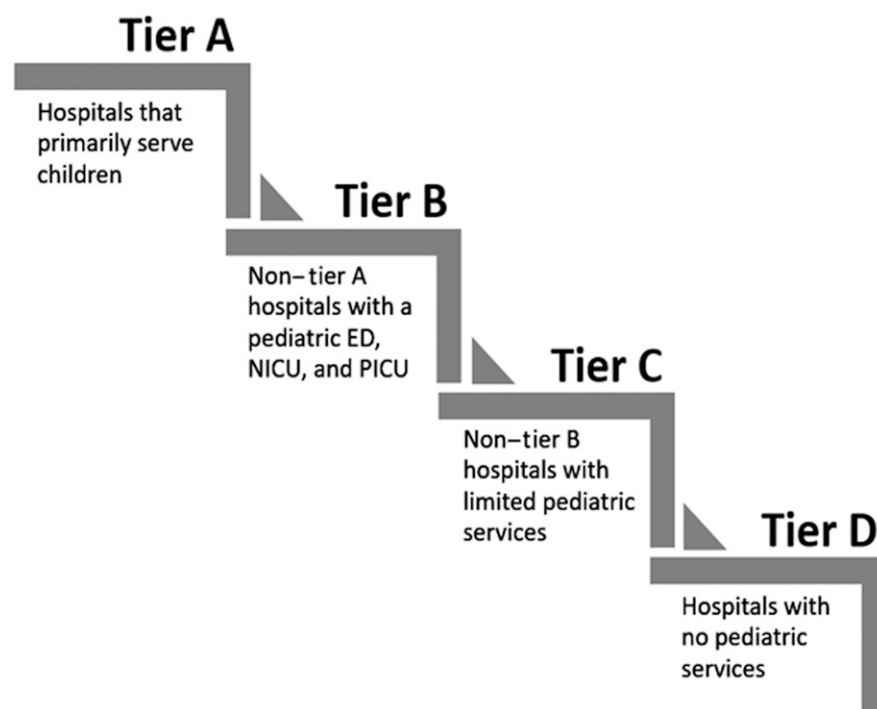 Tier A
Hospitals that
primarily serve
children
Tier B
Non–tier A
hospitals with a
pediatric ED,
NICU, and PICU
Tier C
Non–tier B
hospitals with
limited pediatric
services
Tier D
Hospitals with
no pediatric
services